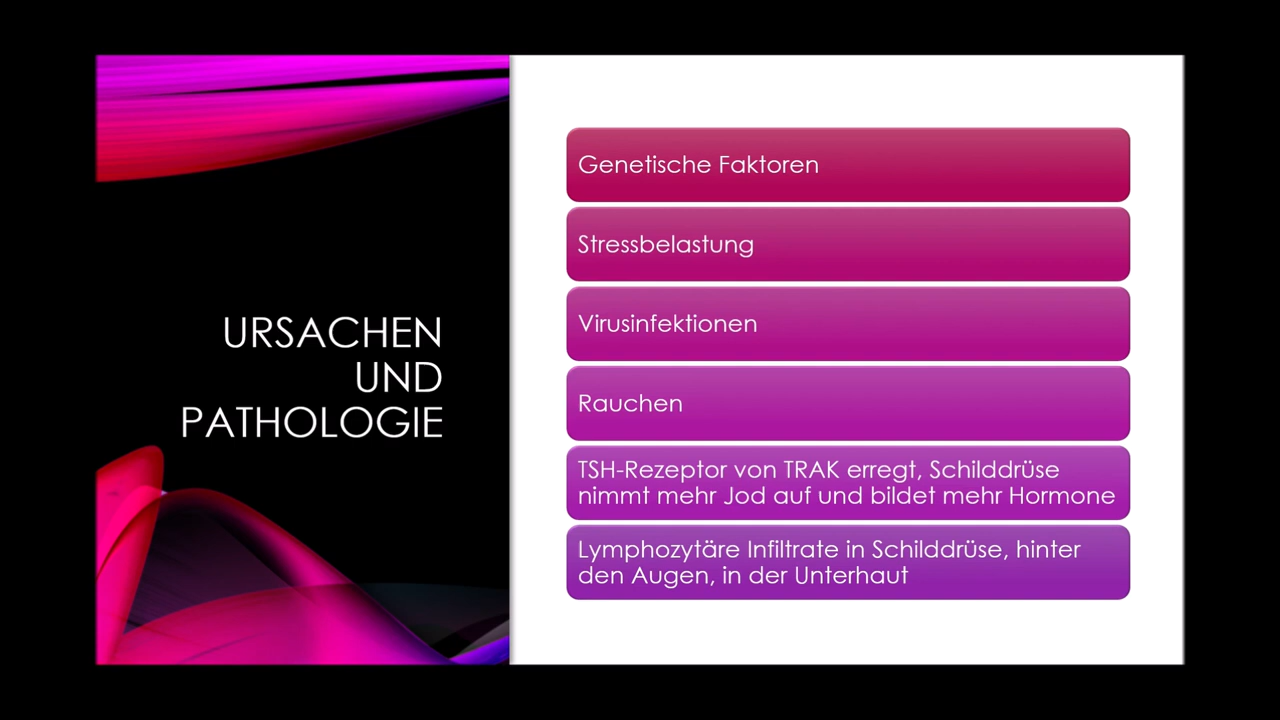 URSACHEN
UND
PATHOLOGIE
Genetische Faktoren
Stressbelastung
Virusinfektionen
Rauchen
TSH-Rezeptor von TRAK erregt, Schilddrüse
nimmt mehr Jod auf und bildet mehr Hormone
Lymphozytäre Infiltrate in Schilddrüse, hinter
den Augen, in der Unterhaut